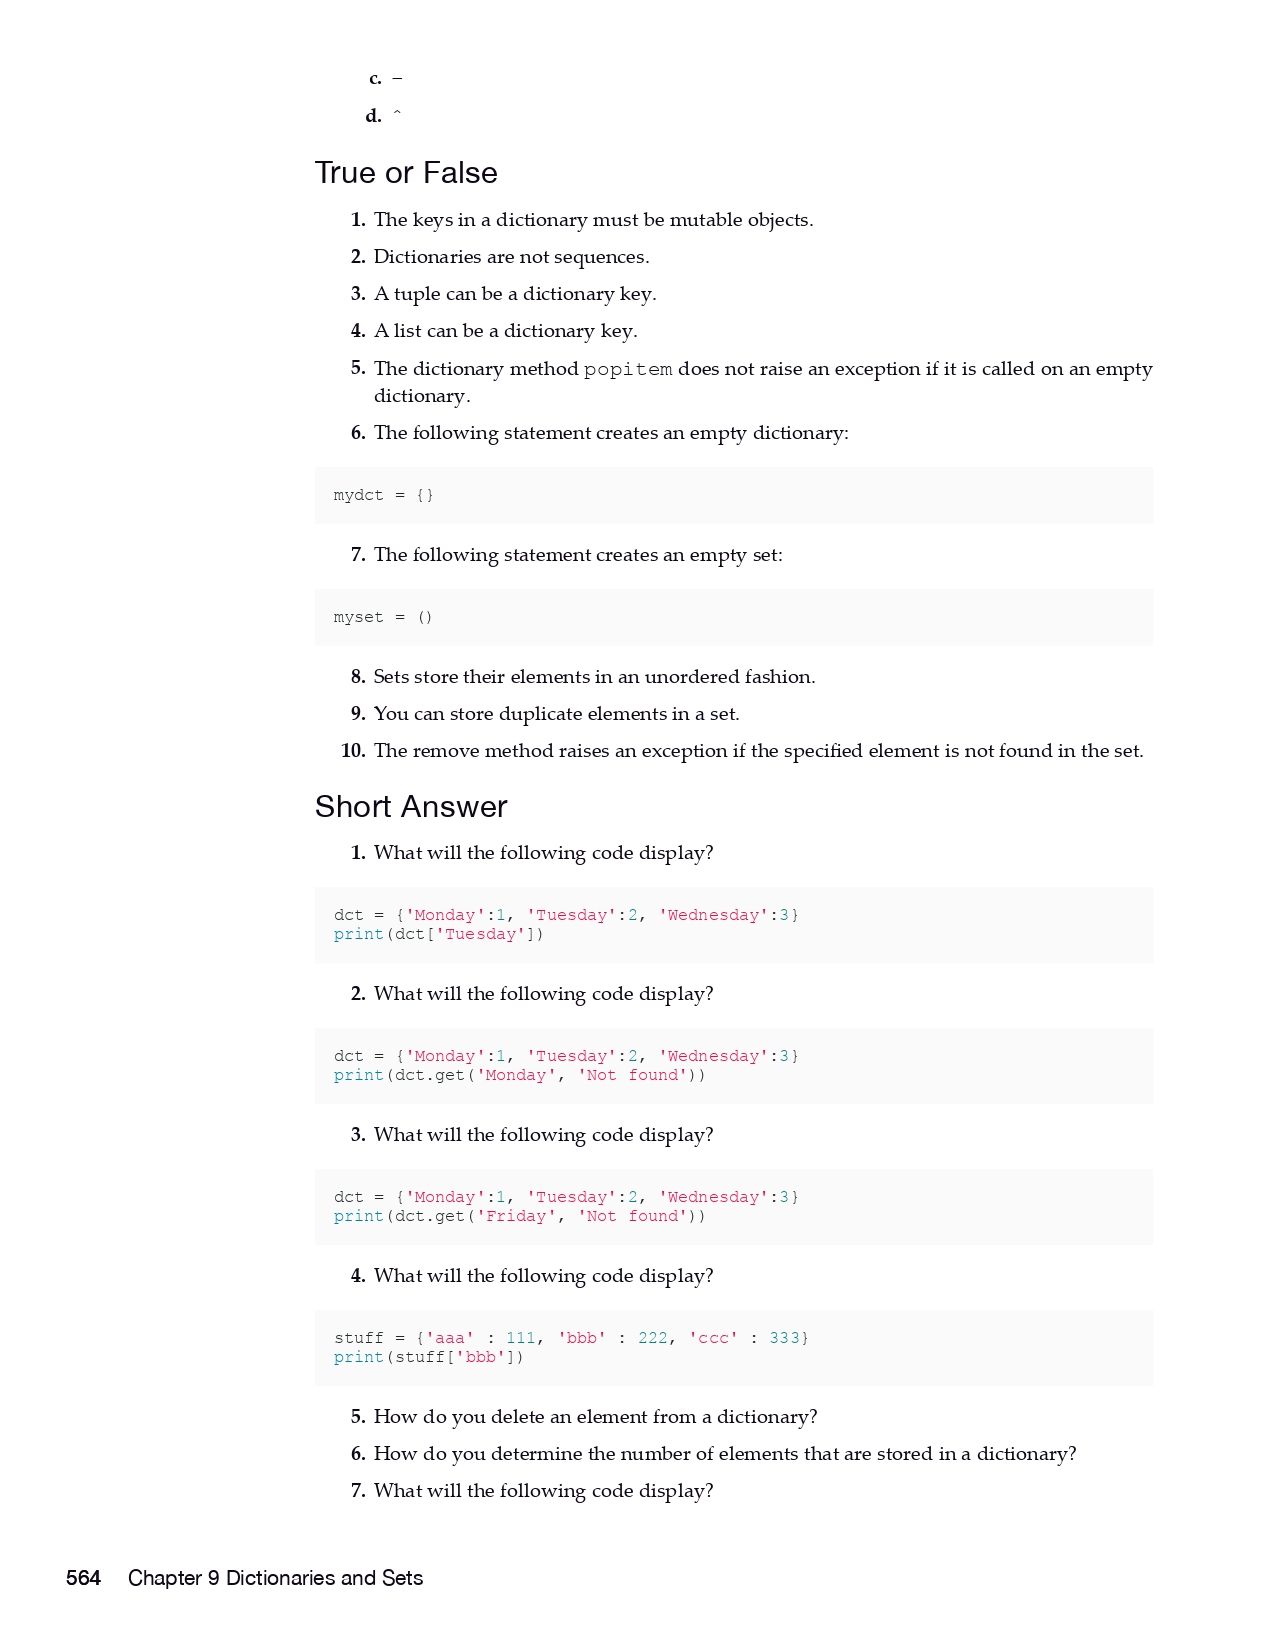 c. –
d. ^
True or False
1. The keys in a dictionary must be mutable objects.
2. Dictionaries are not sequences.
3. A tuple can be a dictionary key.
4. A list can be a dictionary key.
5. The dictionary method popitem does not raise an exception if it is called on an empty
dictionary.
6. The following statement creates an empty dictionary:
mydct = {}
7. The following statement creates an empty set:
myset = ()
8. Sets store their elements in an unordered fashion.
9. You can store duplicate elements in a set.
10. The remove method raises an exception if the specified element is not found in the set.
Short Answer
1. What will the following code display?
dct = {'Monday':1, 'Tuesday':2, 'Wednesday':3}
print(dct['Tuesday'])
2. What will the following code display?
dct = {'Monday':1, 'Tuesday':2, 'Wednesday':3}
print(dct.get('Monday', 'Not found'))
3. What will the following code display?
dct = {'Monday':1, 'Tuesday':2, 'Wednesday':3}
print(dct.get('Friday', 'Not found'))
4. What will the following code display?
stuff = {'aaa' : 111, 'bbb' : 222, 'ccc' : 333}
print(stuff['bbb'])
5. How do you delete an element from a dictionary?
6. How do you determine the number of elements that are stored in a dictionary?
7. What will the following code display?
564 Chapter 9 Dictionaries and Sets